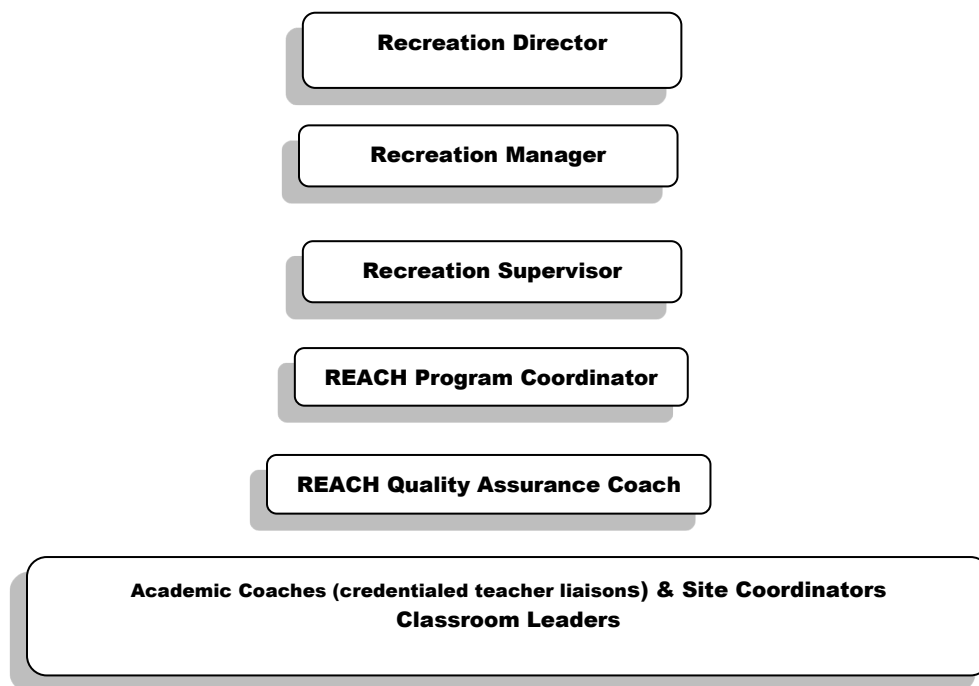 Recreation Director
Recreation Manager
Recreation Supervisor
REACH Program Coordinator
REACH Quality Assurance Coach
Academic Coaches (credentialed teacher liaisons) & Site Coordinators
Classroom Leaders